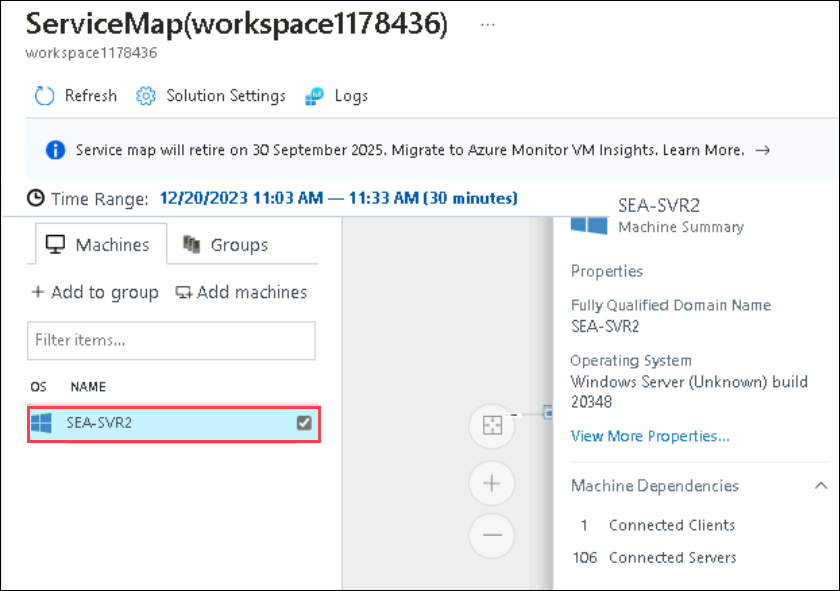 ServiceMap(workspace1178436) ...
workspace1178436
Refresh Solution Settings Logs
Service map will retire on 30 September 2025. Migrate to Azure Monitor VM Insights. Learn More. →
Time Range: 12/20/2023 11:03 AM — 11:33 AM (30 minutes)
Machines Groups
+ Add to group Add machines
Filter items...
OS NAME
SEA-SVR2
SEA-SVR2
Machine Summary
Properties
Fully Qualified Domain Name
SEA-SVR2
Operating System
Windows Server (Unknown) build
20348
View More Properties...
Machine Dependencies
1 Connected Clients
106 Connected Servers